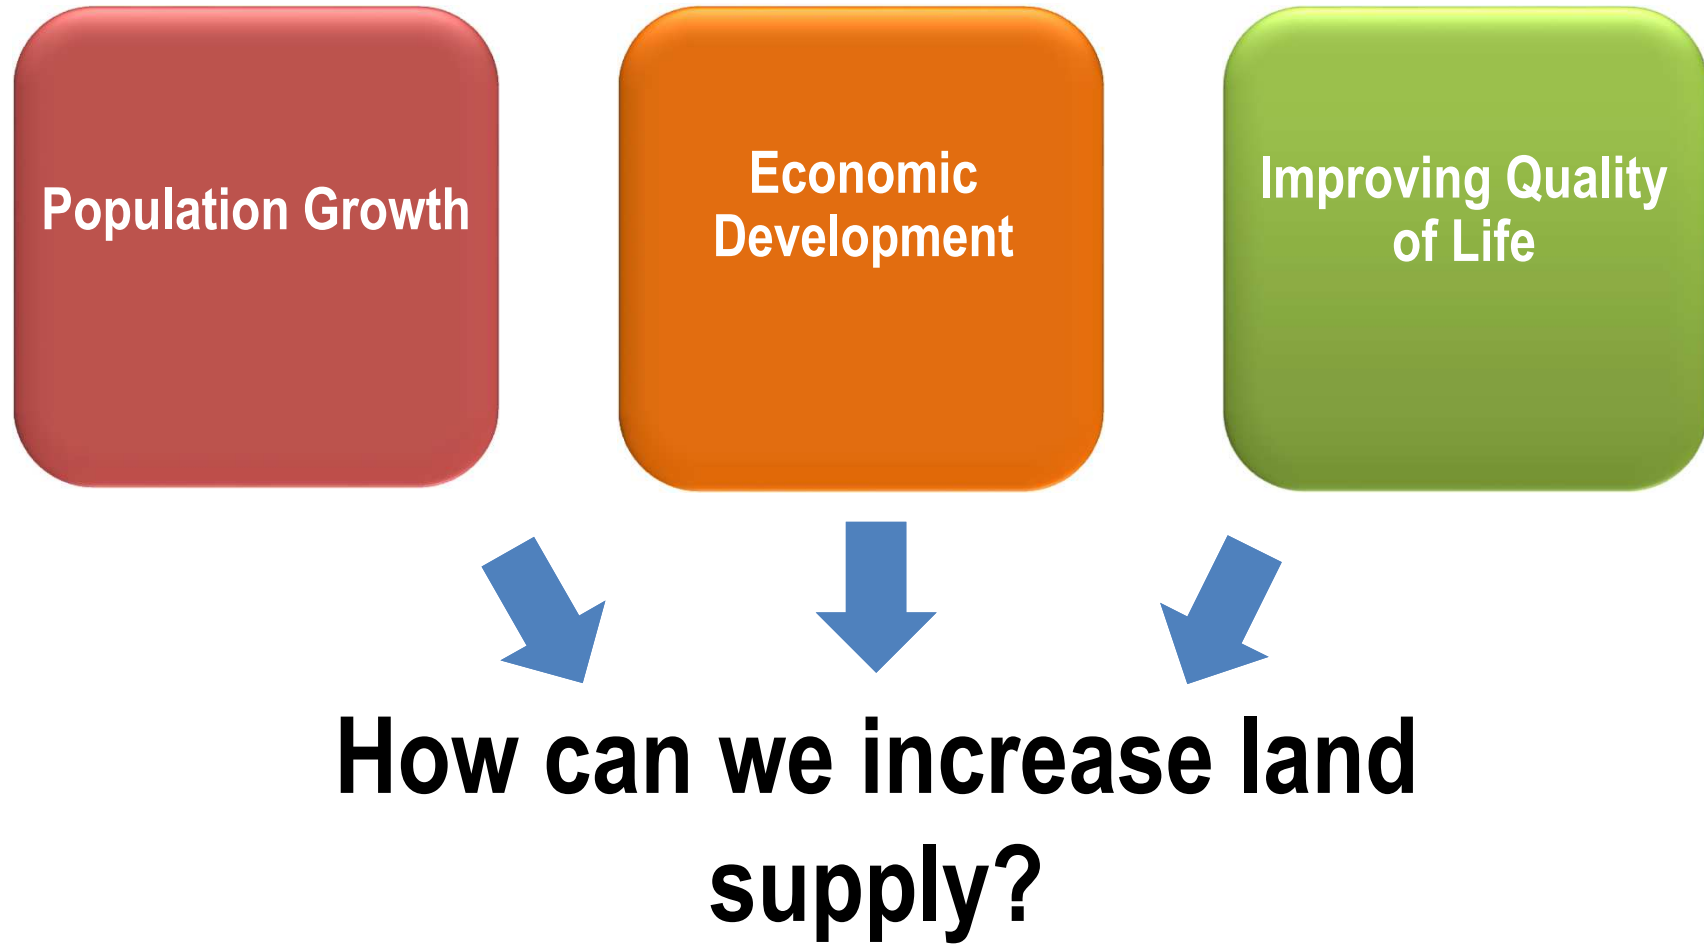 Population Growth
Economic
Development
Improving Quality
of Life
How can we increase land
supply?